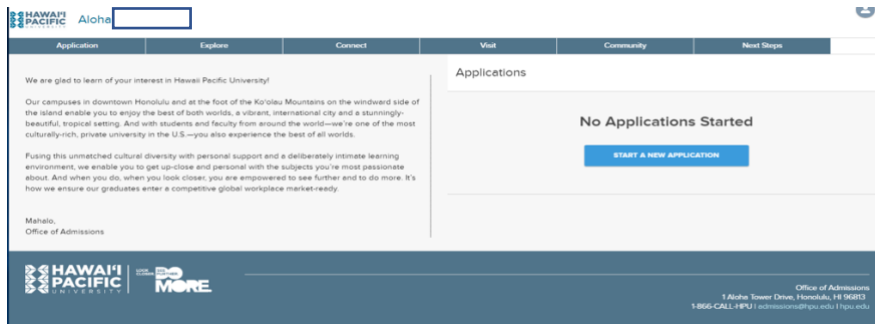 HAWAI'I
PACIFIC
UNIVERSITY
Aloha
Application Explore Connect Visit Community Next Steps
We are glad to learn of your interest in Hawaii Pacific University!
Our campuses in downtown Honolulu and at the foot of the Ko'olau Mountains on the windward side of
the island enable you to enjoy the best of both worlds, a vibrant, international city and a stunningly-
beautiful, tropical setting. And with students and faculty from around the world—we're one of the most
culturally-rich, private university in the U.S.—you also experience the best of all worlds.
Fusing this unmatched cultural diversity with personal support and a deliberately intimate learning
environment, we enable you to get up-close and personal with the subjects you're most passionate
about. And when you do, when you look closer, you are empowered to see further and to do more. It's
how we ensure our graduates enter a competitive global workplace market-ready.
Mahalo,
Office of Admissions
Applications
No Applications Started
START A NEW APPLICATION
HAWAI'I
PACIFIC
UNIVERSITY
DO
MORE.
Office of Admissions
1 Aloha Tower Drive, Honolulu, HI 96813
1-866-CALL-HPU | admissions@hpu.edu | hpu.edu